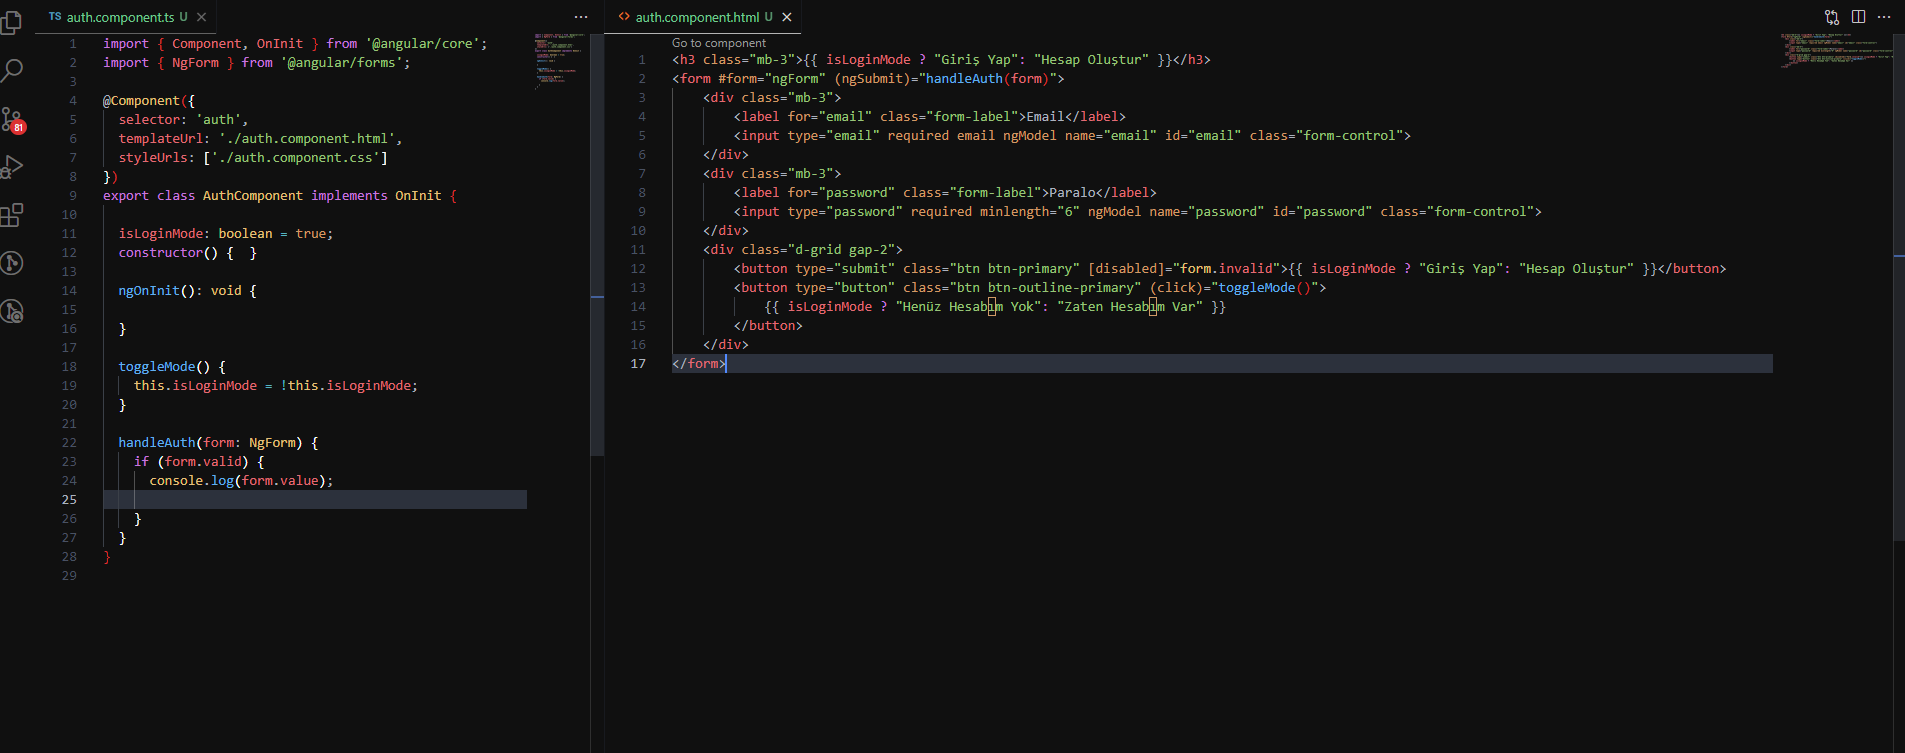 TS auth.component.ts U
1 import { Component, OnInit } from '@angular/core';
2 import { NgForm } from '@angular/forms';
3
4 @Component({
5 selector: 'auth',
6 templateUrl: './auth.component.html',
7 styleUrls: ['./auth.component.css']
8 })
9 export class AuthComponent implements OnInit {
10
11 isLoginMode: boolean = true;
12 constructor() {  }
13
14 ngOnInit(): void {
15
16 }
17
18 toggleMode() {
19 this.isLoginMode = !this.isLoginMode;
20 }
21
22 handleAuth(form: NgForm) {
23 if (form.valid) {
24 console.log(form.value);
25
26 }
27 }
28 }
29
81
auth.component.html U
Go to component
1 <h3 class="mb-3">{{ isLoginMode ? "Giriş Yap": "Hesap Oluştur" }}</h3>
2 <form #form="ngForm" (ngSubmit)="handleAuth(form)">
3 <div class="mb-3">
4 <label for="email" class="form-label">Email</label>
5 <input type="email" required email ngModel name="email" id="email" class="form-control">
6 </div>
7 <div class="mb-3">
8 <label for="password" class="form-label">Paralo</label>
9 <input type="password" required minlength="6" ngModel name="password" id="password" class="form-control">
10 </div>
11 <div class="d-grid gap-2">
12 <button type="submit" class="btn btn-primary" [disabled]="form.invalid">{{ isLoginMode ? "Giriş Yap": "Hesap Oluştur" }}</button>
13 <button type="button" class="btn btn-outline-primary" (click)="toggleMode()">
14 {{ isLoginMode ? "Henüz Hesabım Yok": "Zaten Hesabım Var" }}
15 </button>
16 </div>
17 </form>